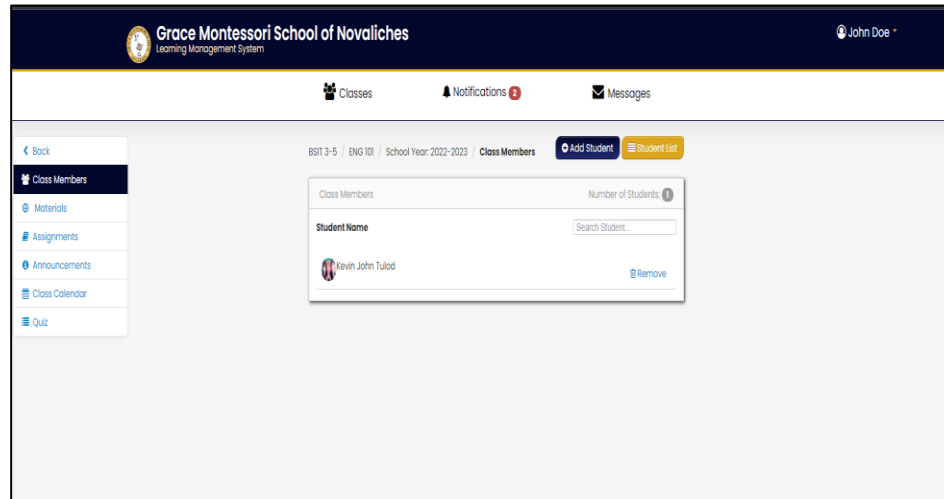 Grace Montessori School of Novaliches
Learning Management System
John Doe
Classes
Notifications 2
Messages
Back
Class Members
Materials
Assignments
Announcements
Class Calendar
Quiz
BSIT 3-5 / ENG 101 / School Year: 2022-2023 / Class Members
Add Student
Student List
Class Members
Number of Students: 1
Student Name
Search Student...
Kevin John Tulod
Remove